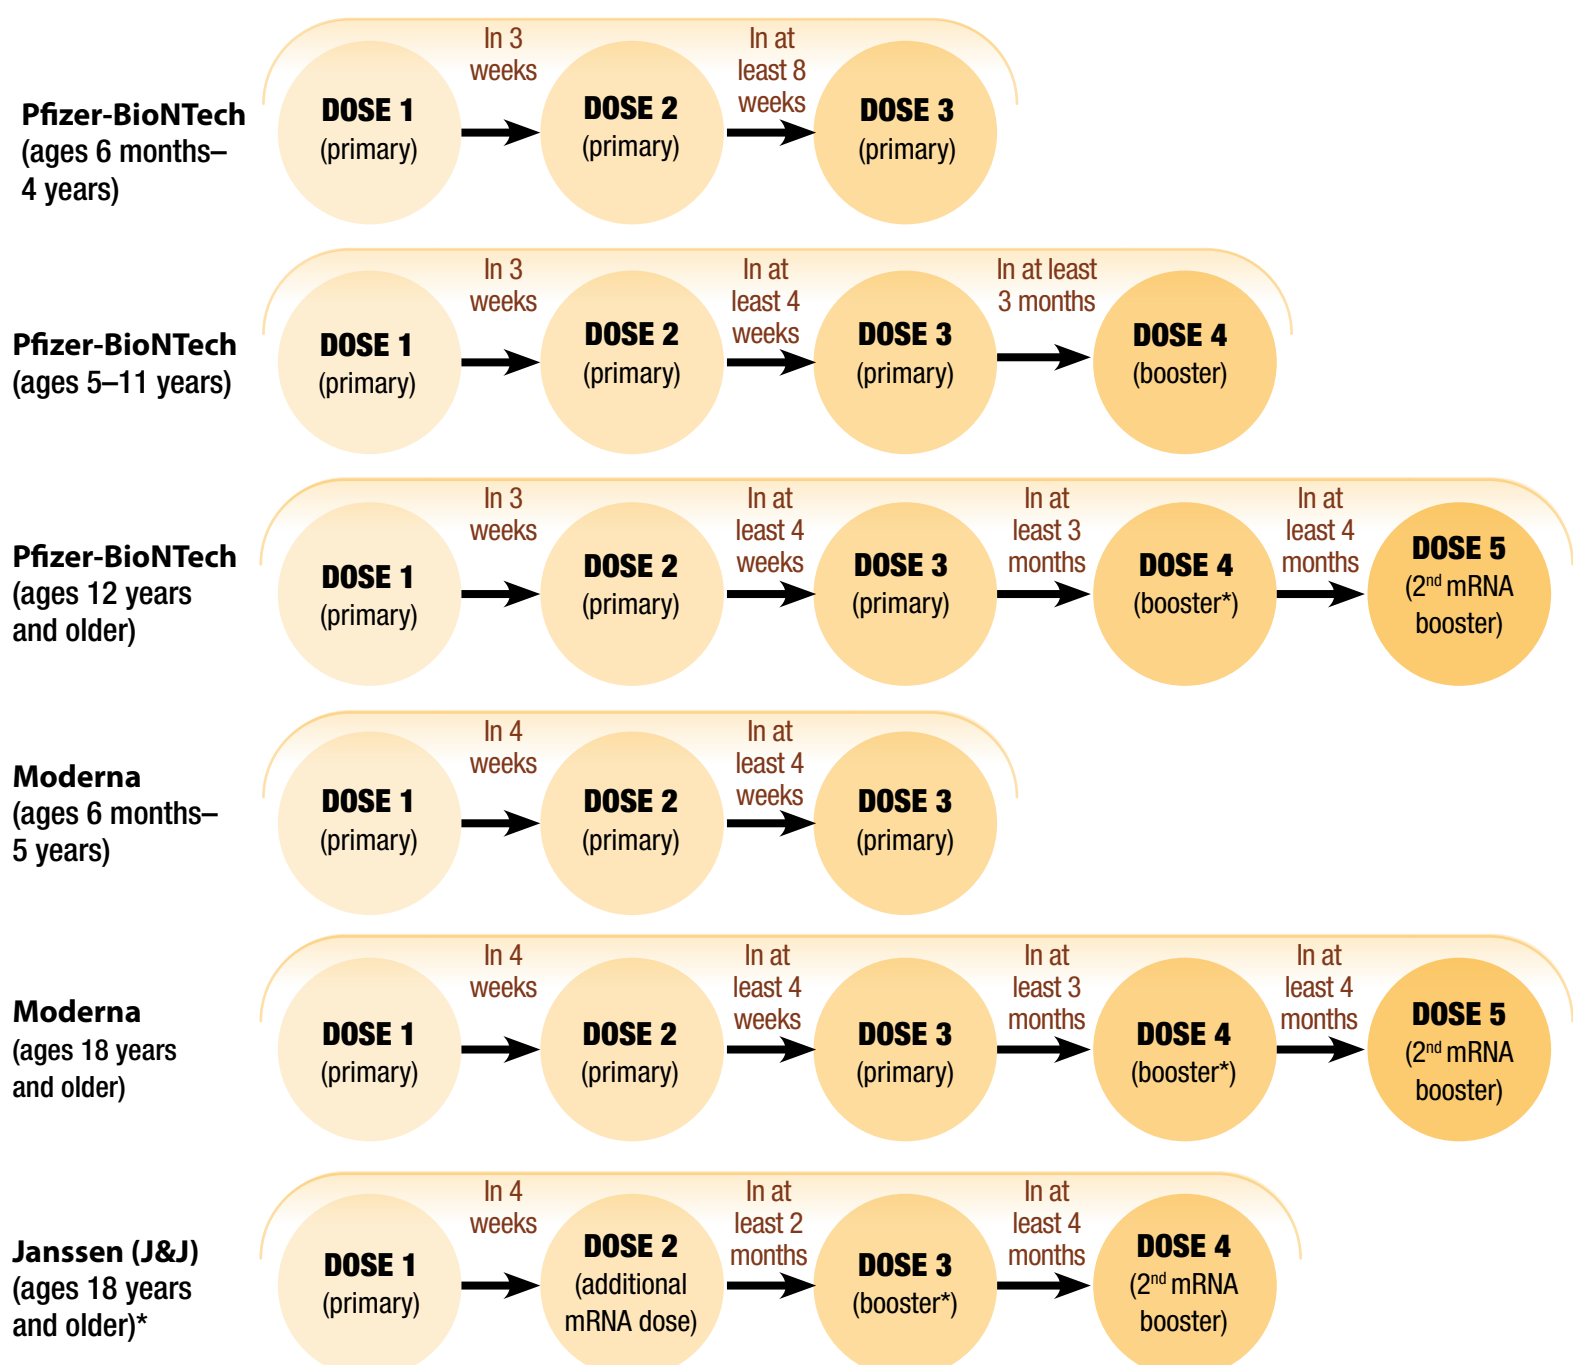 Pfizer-BioNTech
(ages 6 months–
4 years)
DOSE 1
(primary)
In 3
weeks
DOSE 2
(primary)
In at
least 8
weeks
DOSE 3
(primary)
Pfizer-BioNTech
(ages 5–11 years)
DOSE 1
(primary)
In 3
weeks
DOSE 2
(primary)
In at
least 4
weeks
DOSE 3
(primary)
In at least
3 months
DOSE 4
(booster)
Pfizer-BioNTech
(ages 12 years
and older)
DOSE 1
(primary)
In 3
weeks
DOSE 2
(primary)
In at
least 4
weeks
DOSE 3
(primary)
In at
least 3
months
DOSE 4
(booster*)
In at
least 4
months
DOSE 5
(2nd mRNA
booster)
Moderna
(ages 6 months–
5 years)
DOSE 1
(primary)
In 4
weeks
DOSE 2
(primary)
In at
least 4
weeks
DOSE 3
(primary)
Moderna
(ages 18 years
and older)
DOSE 1
(primary)
In 4
weeks
DOSE 2
(primary)
In at
least 4
weeks
DOSE 3
(primary)
In at
least 3
months
DOSE 4
(booster*)
In at
least 4
months
DOSE 5
(2nd mRNA
booster)
Janssen (J&J)
(ages 18 years
and older)*
DOSE 1
(primary)
In 4
weeks
DOSE 2
(additional
mRNA dose)
In at
least 2
months
DOSE 3
(booster*)
In at
least 4
months
DOSE 4
(2nd mRNA
booster)